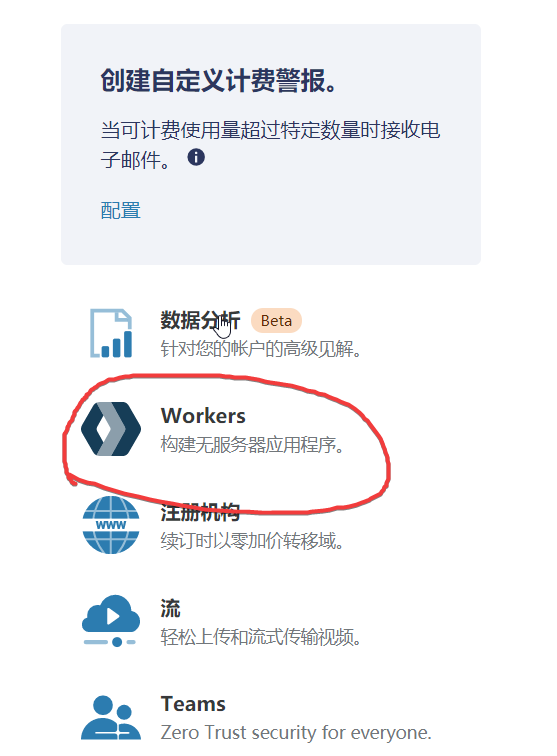 创建自定义计费警报。
当可计费使用量超过特定数量时接收电
子邮件。
配置
数据分析 Beta
针对您的帐户的高级见解。
Workers
构建无服务器应用程序。
注册机构
www
续订时以零加价转移域。
流
轻松上传和流式传输视频。
Teams
Zero Trust security for everyone.